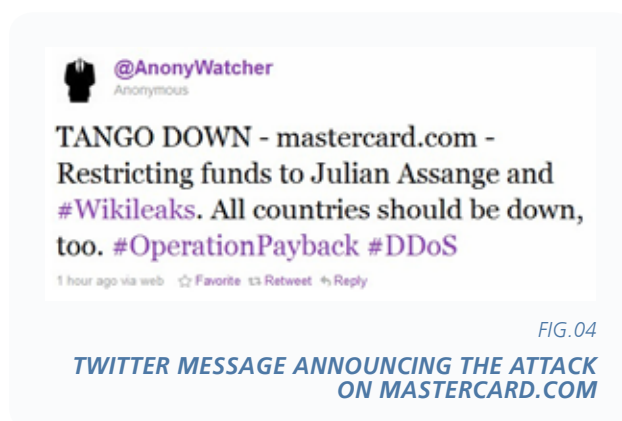 @AnonyWatcher
Anonymous
TANGO DOWN - mastercard.com -
Restricting funds to Julian Assange and
#Wikileaks. All countries should be down,
too. #OperationPayback #DDoS
1 hour ago via web Favorite Retweet Reply
FIG.04
TWITTER MESSAGE ANNOUNCING THE ATTACK
ON MASTERCARD.COM